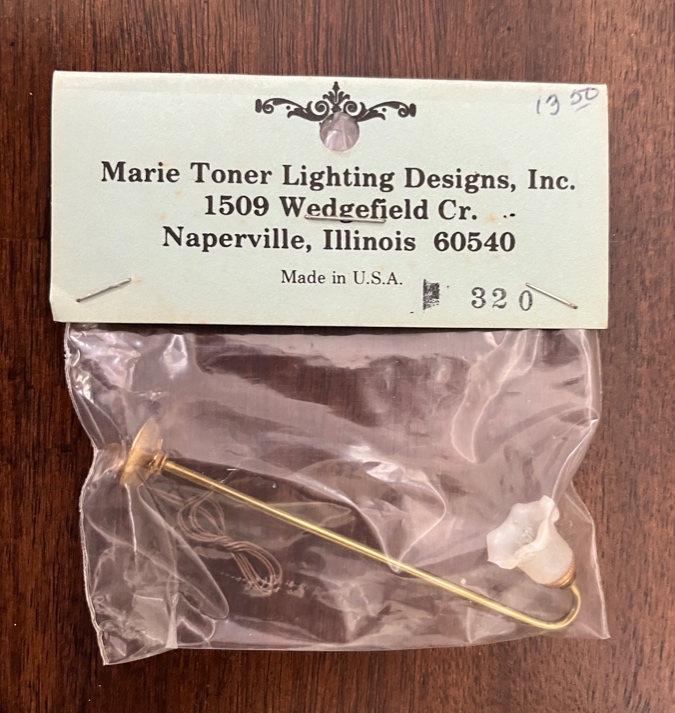 13 50
Marie Toner Lighting Designs, Inc.
1509 Wedgefield Cr.
Naperville, Illinois 60540
Made in U.S.A.
320